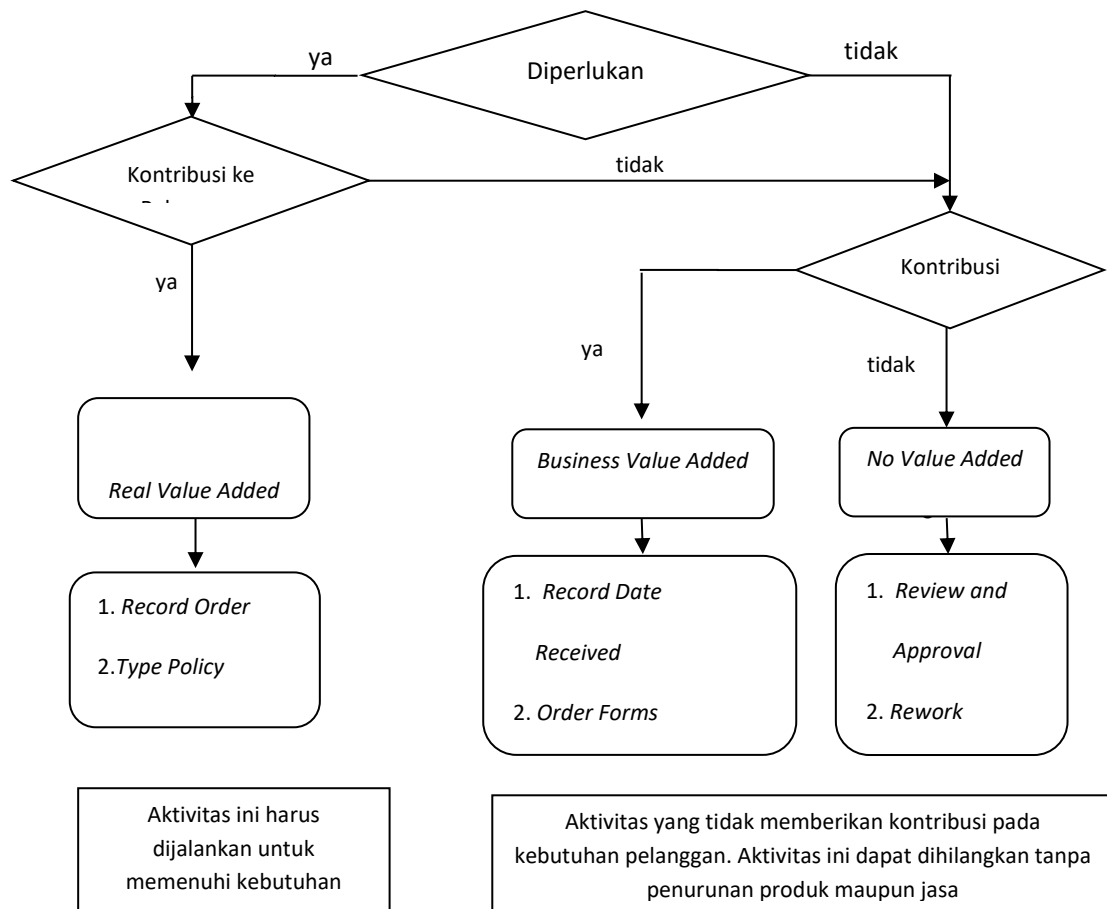 ya
Diperlukan
tidak
Kontribusi ke
tidak
ya
Kontribusi
ya
tidak
Real Value Added
Business Value Added
No Value Added
1. Record Order
2.Type Policy
1. Record Date
Received
2. Order Forms
1. Review and
Approval
2. Rework
Aktivitas ini harus
dijalankan untuk
memenuhi kebutuhan
Aktivitas yang tidak memberikan kontribusi pada
kebutuhan pelanggan. Aktivitas ini dapat dihilangkan tanpa
penurunan produk maupun jasa